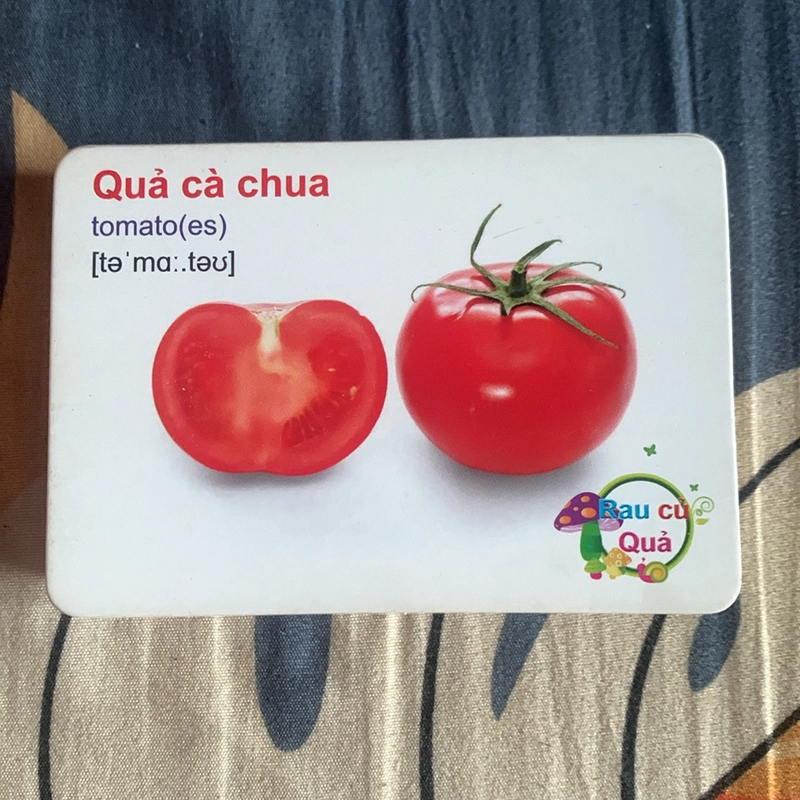 Quả cà chua
tomato(es)
[təˈmɑː.təʊ]
Rau củ
Quả